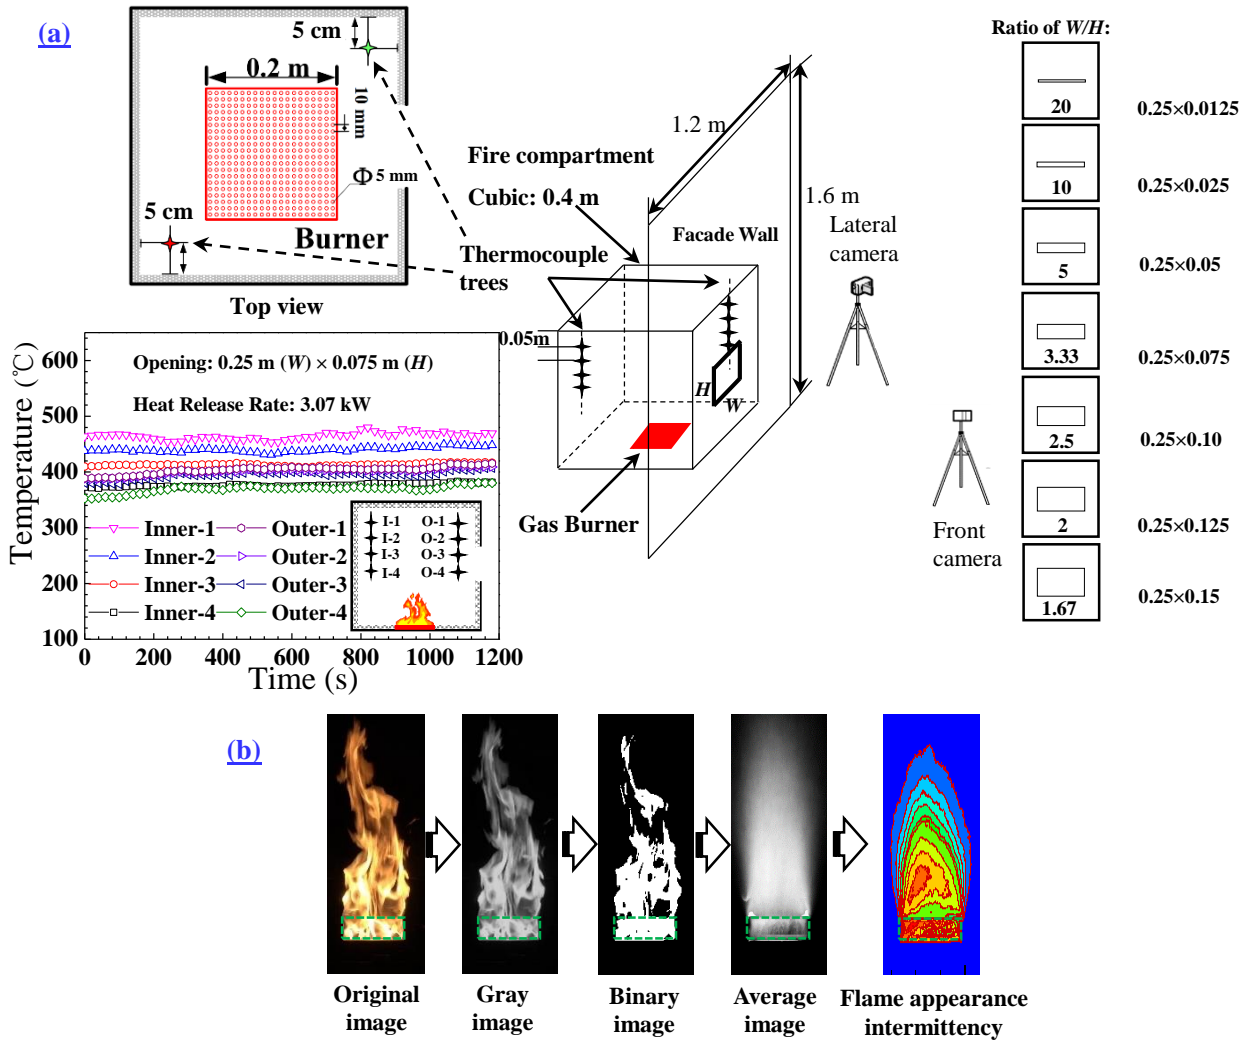 (a)
5 cm
0.2 m
10 mm
Φ 5 mm
5 cm
Burner
Top view
Fire compartment
Cubic: 0.4 m
Thermocouple
trees
1.2 m
1.6 m
Facade Wall
Lateral
camera
0.05m
H
W
Gas Burner
Front
camera
Ratio of W/H:
20
0.25×0.0125
10
0.25×0.025
5
0.25×0.05
3.33
0.25×0.075
2.5
0.25×0.10
2
0.25×0.125
1.67
0.25×0.15
Temperature (℃)
600
500
400
300
200
100
Opening: 0.25 m (W) × 0.075 m (H)
Heat Release Rate: 3.07 kW
Inner-1 Outer-1
Inner-2 Outer-2
Inner-3 Outer-3
Inner-4 Outer-4
I-1 O-1
I-2 O-2
I-3 O-3
I-4 O-4
0 200 400 600 800 1000 1200
Time (s)
(b)
Original
image
Gray
image
Binary
image
Average
image
Flame appearance
intermittency